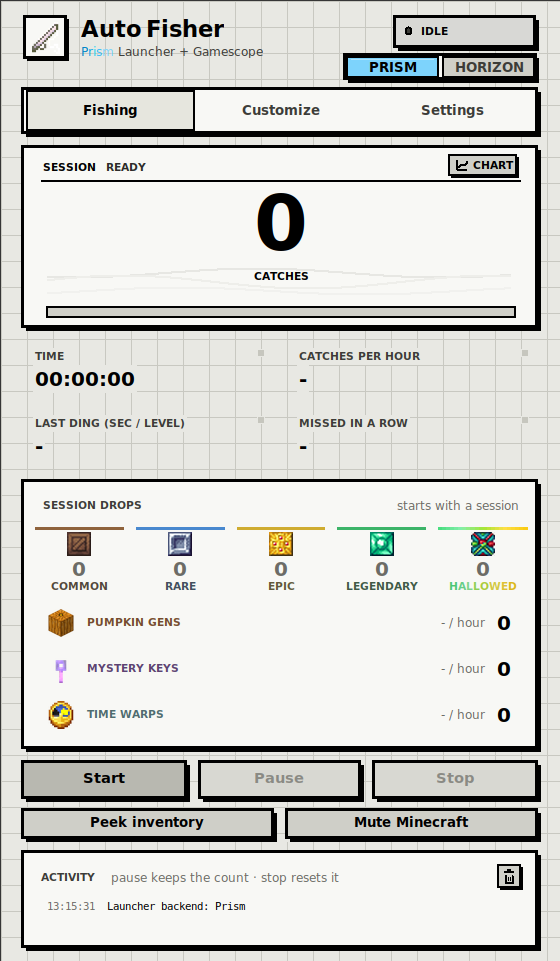 Auto Fisher
Prism Launcher + Gamescope
IDLE
PRISM HORIZON
Fishing Customize Settings
SESSION READY CHART
0
CATCHES
TIME CATCHES PER HOUR
00:00:00 -
LAST DING (SEC / LEVEL) MISSED IN A ROW
- -
SESSION DROPS starts with a session
0 0 0 0 0
COMMON RARE EPIC LEGENDARY HALLOWED
PUMPKIN GENS - / hour 0
MYSTERY KEYS - / hour 0
TIME WARPS - / hour 0
Start Pause Stop
Peek inventory Mute Minecraft
ACTIVITY pause keeps the count · stop resets it
13:15:31 Launcher backend: Prism